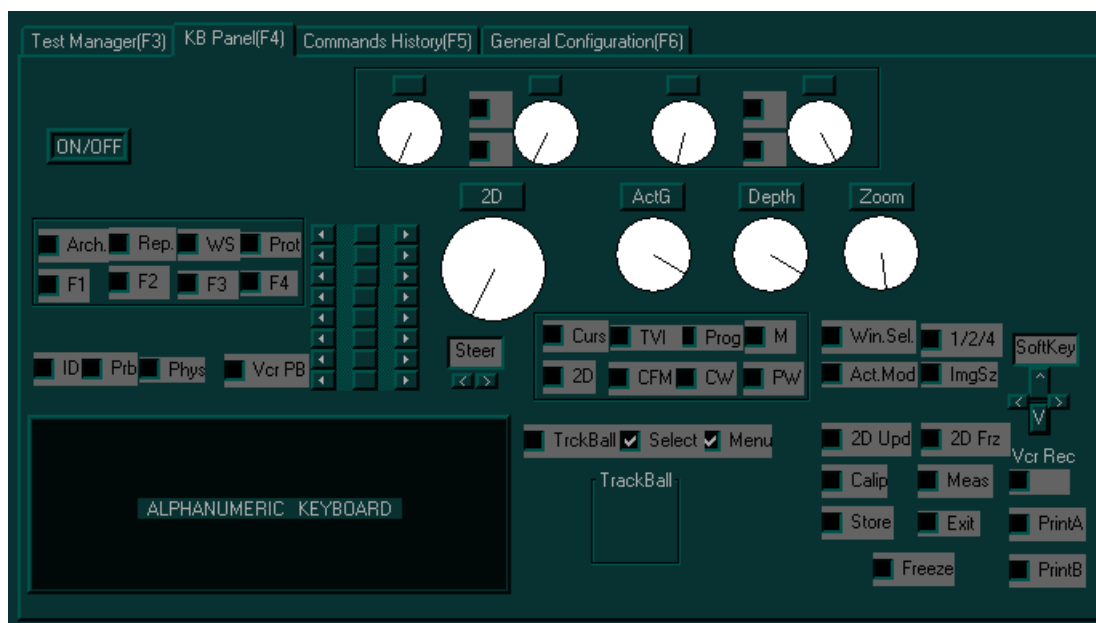 Test Manager(F3) KB Panel(F4) Commands History(F5) General Configuration(F6)
ON/OFF
2D ActG Depth Zoom
Arch. Rep. WS Prot
F1 F2 F3 F4
ID Prb Phys Vcr PB
Steer
< >
Curs TVI Prog M
2D CFM CW PW
Win.Sel. 1/2/4
Act.Mod ImgSz
SoftKey
^
< >
V
TrckBall Select Menu
TrackBall
2D Upd 2D Frz
Vcr Rec
Calip Meas
Store Exit PrintA
Freeze PrintB
ALPHANUMERIC KEYBOARD